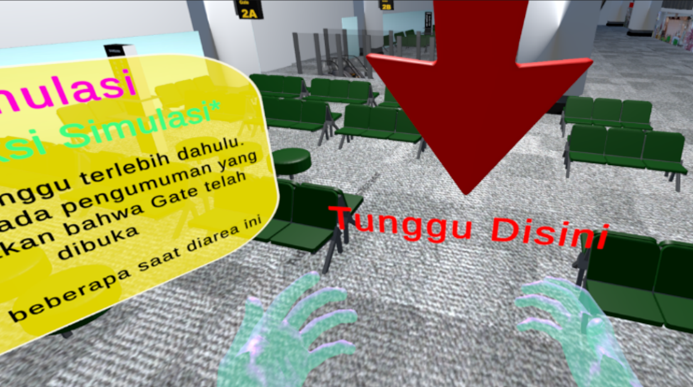 2A
2B
mulasi
si Simulasi*
nggu terlebih dahulu.
ada pengumuman yang
kan bahwa Gate telah
dibuka
beberapa saat diarea ini
Tunggu Disini